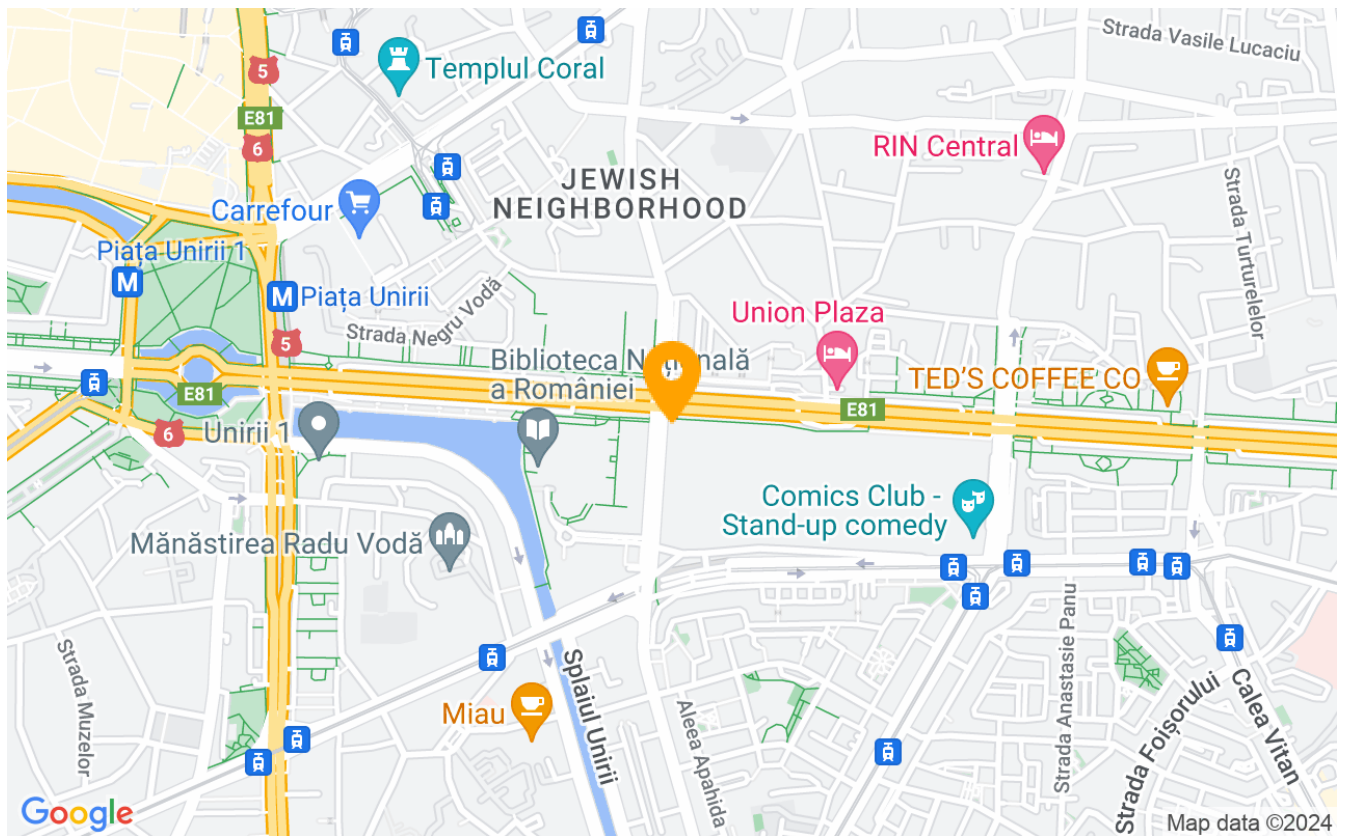 Strada Vasile Lucaciu
5
Templul Coral
E81
6
RIN Central
JEWISH
NEIGHBORHOOD
Carrefour
Strada Turturelelor
Piața Unirii 1
M
M
Piața Unirii
Strada Negru Vodă
Union Plaza
5
Biblioteca Națională
a României
TED'S COFFEE CO
E81
E81
6
Unirii 1
Comics Club -
Stand-up comedy
Mănăstirea Radu Vodă
Strada Muzelor
Splaiul Unirii
Miau
Aleea Apahida
Strada Anastasie Panu
Strada Foișorului
Calea Vitan
Google
Map data ©2024